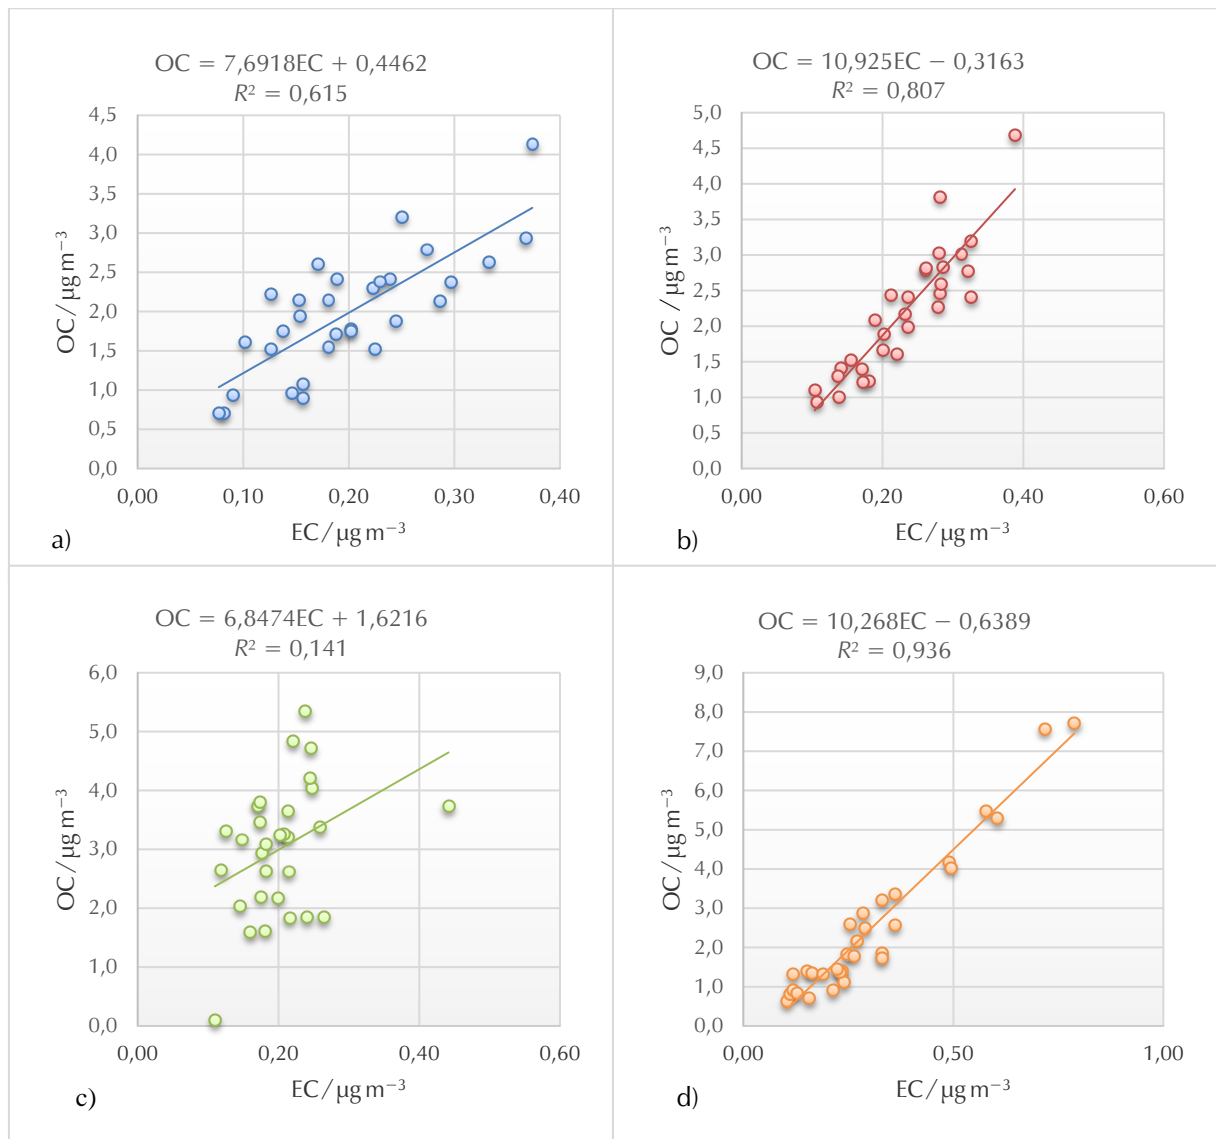 OC = 7,6918EC + 0,4462
R² = 0,615
4,5
4,0
3,5
3,0
2,5
2,0
1,5
1,0
0,5
0,0
OC / µg m⁻³
0,00 0,10 0,20 0,30 0,40
EC / µg m⁻³
a)
OC = 10,925EC − 0,3163
R² = 0,807
5,0
4,5
4,0
3,5
3,0
2,5
2,0
1,5
1,0
0,5
0,0
OC / µg m⁻³
0,00 0,20 0,40 0,60
EC / µg m⁻³
b)
OC = 6,8474EC + 1,6216
R² = 0,141
6,0
5,0
4,0
3,0
2,0
1,0
0,0
OC / µg m⁻³
0,00 0,20 0,40 0,60
EC / µg m⁻³
c)
OC = 10,268EC − 0,6389
R² = 0,936
9,0
8,0
7,0
6,0
5,0
4,0
3,0
2,0
1,0
0,0
OC / µg m⁻³
0,00 0,50 1,00
EC / µg m⁻³
d)